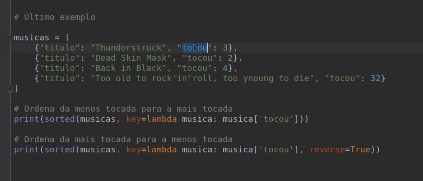 # Último exemplo
musicas = [
{"titulo": "Thunderstruck", "tocou": 3},
{"titulo": "Dead Skin Mask", "tocou": 2},
{"titulo": "Back in Black", "tocou": 4},
{"titulo": "Too old to rock'in'roll, too ynoung to die", "tocou": 32}
]
# Ordena da menos tocada para a mais tocada
print(sorted(musicas, key=lambda musica: musica['tocou']))
# Ordena da mais tocada para a menos tocada
print(sorted(musicas, key=lambda musica: musica['tocou'], reverse=True))